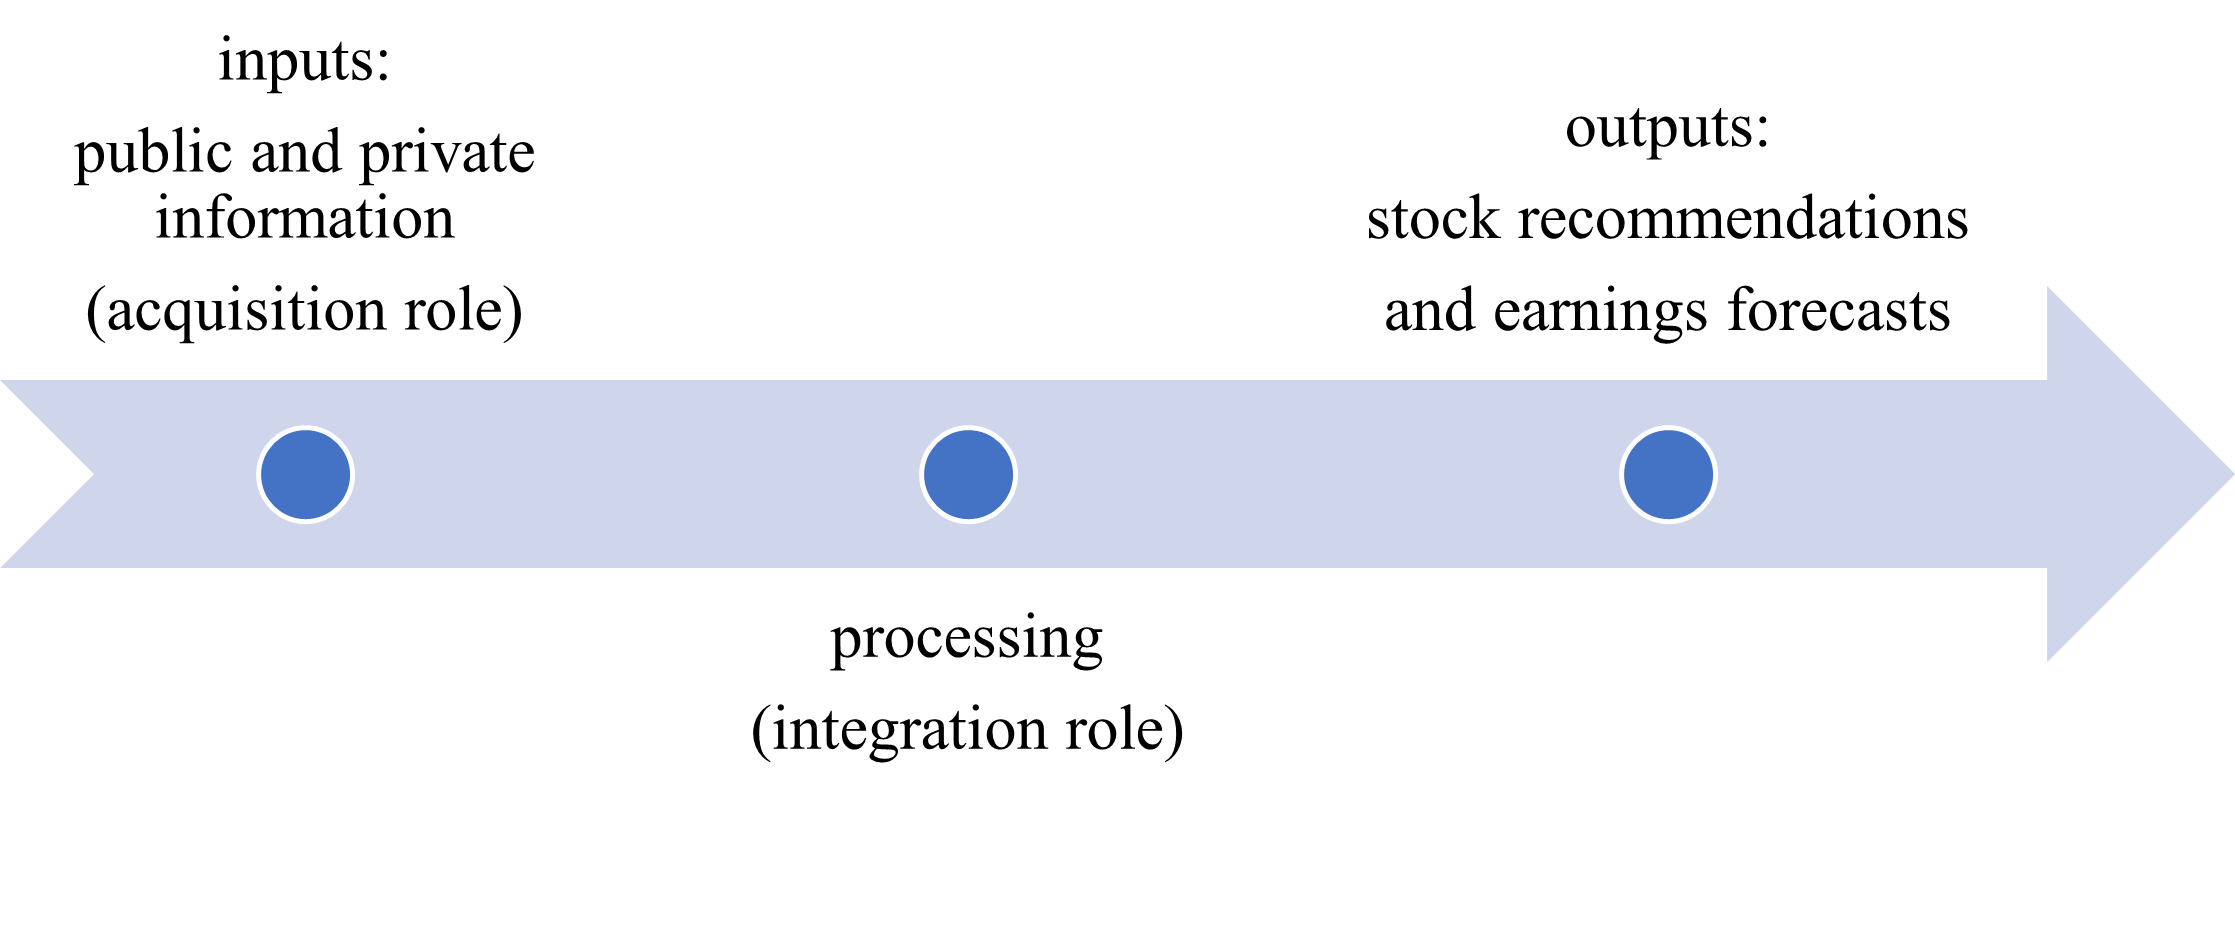 inputs:
public and private
information
(acquisition role)
processing
(integration role)
outputs:
stock recommendations
and earnings forecasts